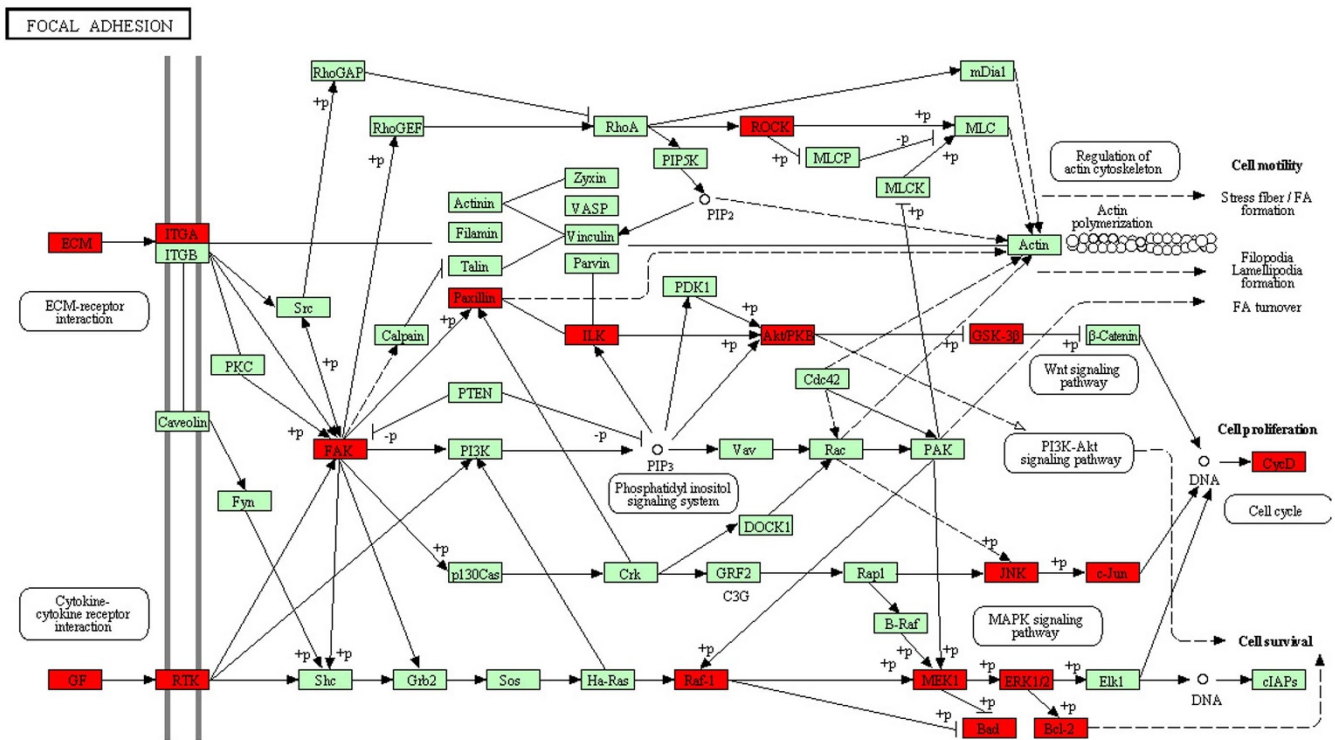 FOCAL ADHESION
RhoGAP
mDia1
+p
RhoGEF
RhoA
ROCK
+p
MLC
+p
+p
-p
MLCP
+p
PIP5K
MLCK
+p
PIP2
Regulation of
actin cytoskeleton
Cell motility
Stress fiber / FA
formation
Zyxin
Actinin
VASP
Filamin
Vinculin
Talin
Parvin
ECM
ITGA
ITGB
Actin
Actin
polymerization
Filopodia
Lamellipodia
formation
FA turnover
ECM-receptor
interaction
Src
Paxillin
Calpain
+p
+p
PDK1
+p
ILK
+p
Akt/PKB
GSK-3β
+p
β-Catenin
Wnt signaling
pathway
PKC
PTEN
Cdc42
Caveolin
+p
FAK
-p
PI3K
-p
PIP3
Vav
Rac
PAK
PI3K-Akt
signaling pathway
Cell proliferation
CycD
DNA
Cell cycle
Phosphatidyl inositol
signaling system
Fyn
DOCK1
+p
p130Cas
Crk
GRF2
C3G
Rap1
+p
JNK
+p
c-Jun
B-Raf
MAPK signaling
pathway
Cytokine-
cytokine receptor
interaction
Cell survival
GF
RTK
+p
+p
Shc
Grb2
Sos
Ha-Ras
+p
Raf-1
+p
+p
+p
MEK1
+p
ERK1/2
+p
Elk1
DNA
cIAPs
+p
+p
+p
Bad
Bcl-2